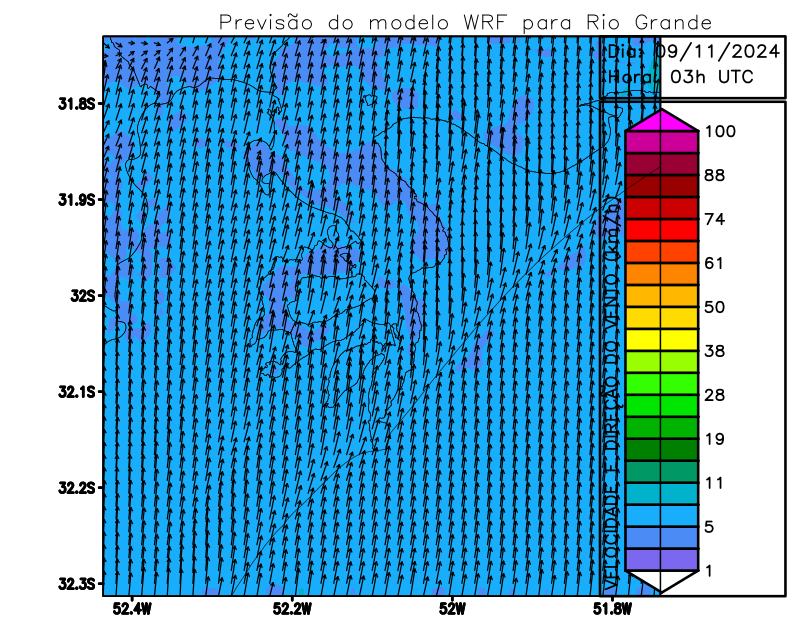 Previsão do modelo WRF para Rio Grande
Dia: 09/11/2024
Hora: 03h UTC
31.8S
31.9S
32S
32.1S
32.2S
32.3S
52.4W
52.2W
52W
51.8W
VELOCIDADE E DIREÇÃO DO VENTO (km/h)
100
88
74
61
50
38
28
19
11
5
1